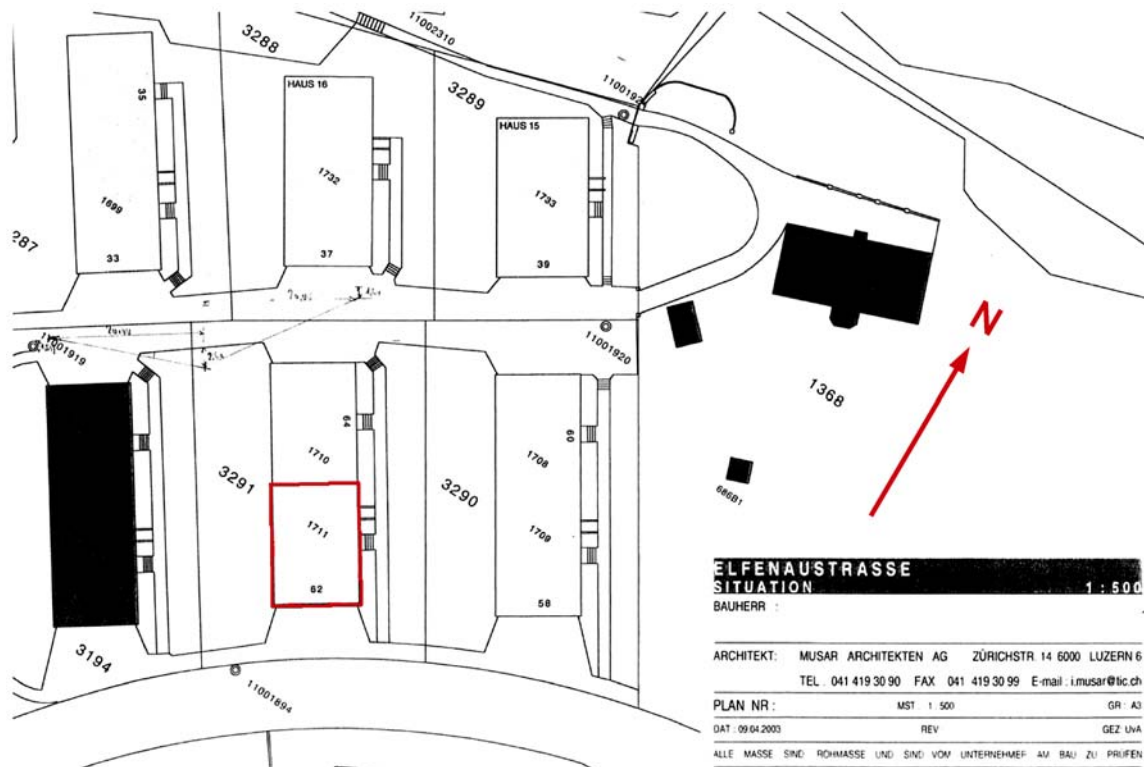 11002310
3288
HAUS 16
35
3289
1100192
HAUS 15
1699
1732
1733
287
33
37
39
11001919
11001920
N
1368
64
60
1710
1708
3291
3290
686B1
1711
1709
62
58
3194
11001894
ELFENAUSTRASSE
SITUATION 1 : 500
BAUHERR :
ARCHITEKT: MUSAR ARCHITEKTEN AG ZÜRICHSTR. 14 6000 LUZERN 6
TEL. 041 419 30 90 FAX 041 419 30 99 E-mail : i.musar@tic.ch
PLAN NR : MST. 1 : 500 GR : A3
DAT : 09.04.2003 REV GEZ: UvA
ALLE MASSE SIND ROHMASSE UND SIND VOM UNTERNEHMER AM BAU ZU PRÜFEN